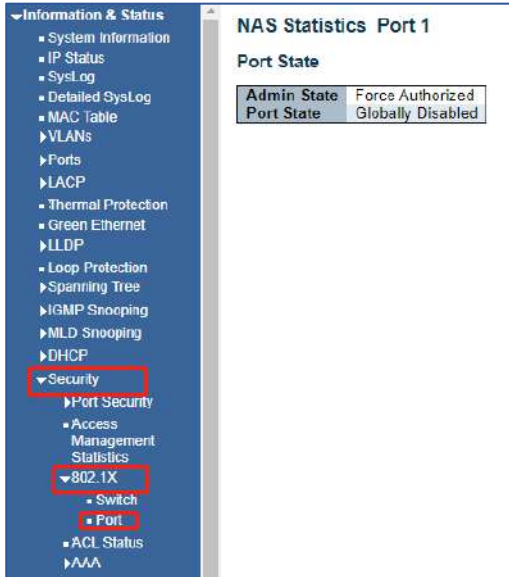 Information & Status
System Information
IP Status
SysLog
Detailed SysLog
MAC Table
VLANs
Ports
LACP
Thermal Protection
Green Ethernet
LLDP
Loop Protection
Spanning Tree
IGMP Snooping
MLD Snooping
DHCP
Security
Port Security
Access
Management
Statistics
802.1X
Switch
Port
ACL Status
AAA
NAS Statistics Port 1
Port State
Admin State Force Authorized
Port State Globally Disabled